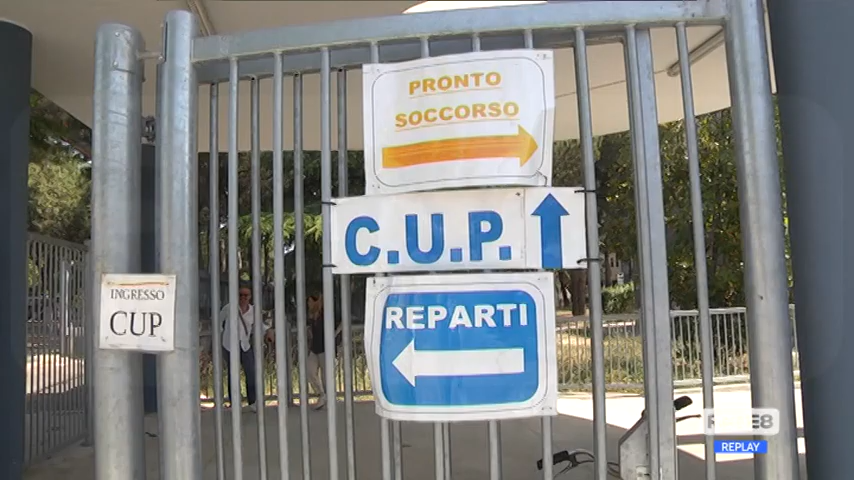 PRONTO
SOCCORSO
C.U.P.
REPARTI
INGRESSO
CUP
REPLAY